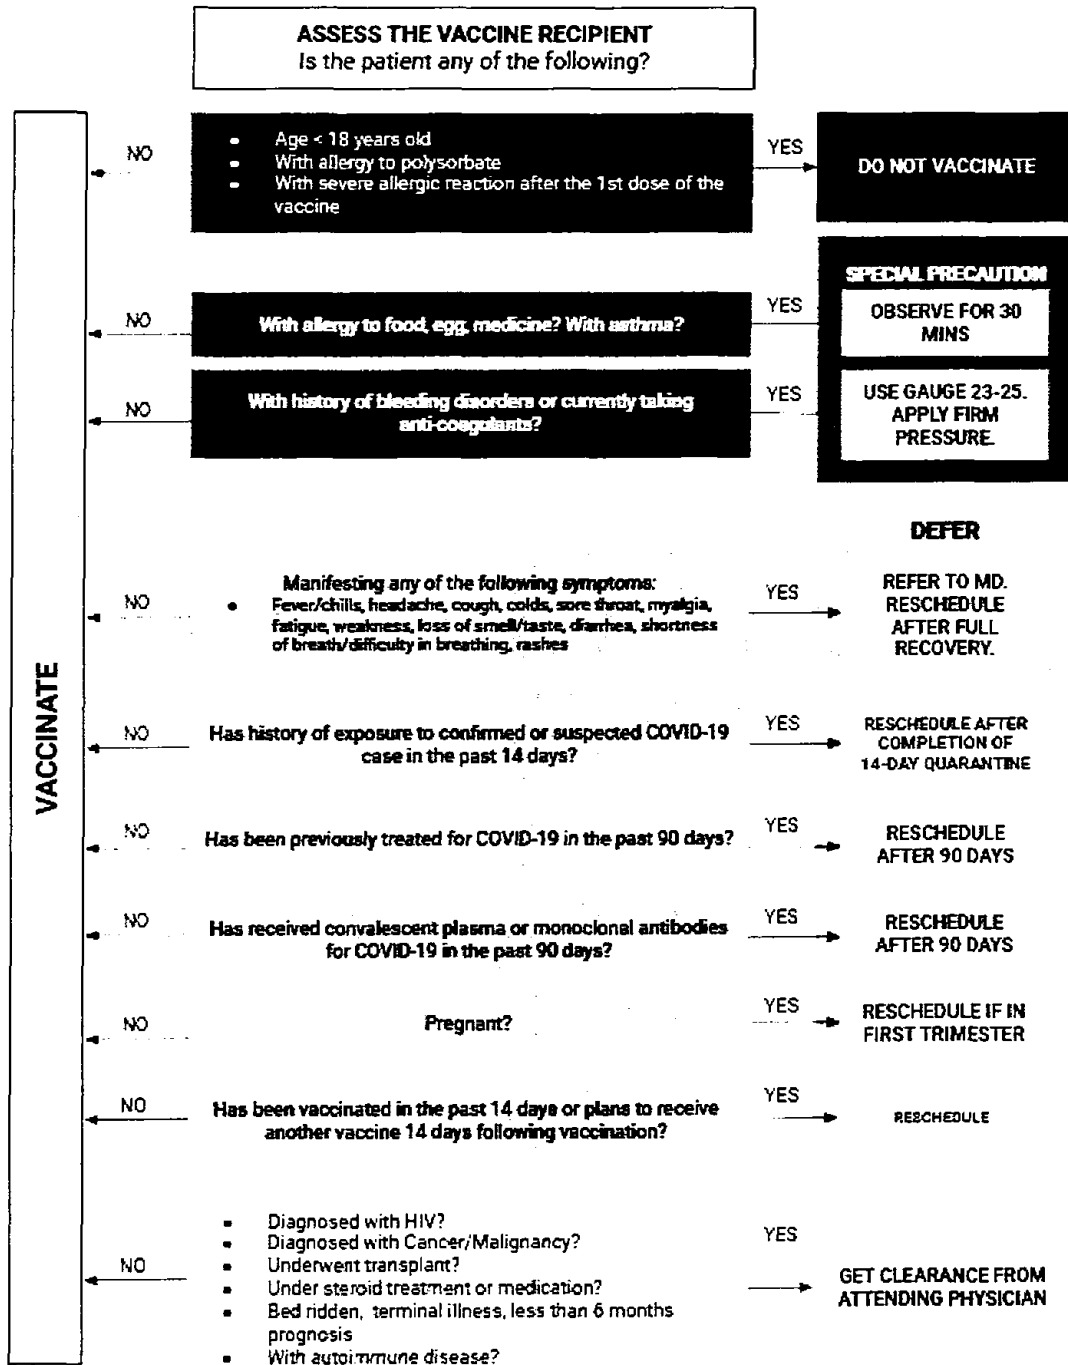 ASSESS THE VACCINE RECIPIENT
Is the patient any of the following?
NO
• Age < 18 years old
• With allergy to polysorbate
• With severe allergic reaction after the 1st dose of the
vaccine
YES
DO NOT VACCINATE
SPECIAL PRECAUTION
NO
With allergy to food, egg, medicine? With asthma?
YES
OBSERVE FOR 30
MINS
NO
With history of bleeding disorders or currently taking
anti-coagulants?
YES
USE GAUGE 23-25.
APPLY FIRM
PRESSURE.
DEFER
NO
Manifesting any of the following symptoms:
• Fever/chills, headache, cough, colds, sore throat, myalgia,
fatigue, weakness, loss of smell/taste, diarrhea, shortness
of breath/difficulty in breathing, rashes
YES
REFER TO MD.
RESCHEDULE
AFTER FULL
RECOVERY.
VACCINATE
NO
Has history of exposure to confirmed or suspected COVID-19
case in the past 14 days?
YES
RESCHEDULE AFTER
COMPLETION OF
14-DAY QUARANTINE
NO
Has been previously treated for COVID-19 in the past 90 days?
YES
RESCHEDULE
AFTER 90 DAYS
NO
Has received convalescent plasma or monoclonal antibodies
for COVID-19 in the past 90 days?
YES
RESCHEDULE
AFTER 90 DAYS
NO
Pregnant?
YES
RESCHEDULE IF IN
FIRST TRIMESTER
NO
Has been vaccinated in the past 14 days or plans to receive
another vaccine 14 days following vaccination?
YES
RESCHEDULE
NO
• Diagnosed with HIV?
• Diagnosed with Cancer/Malignancy?
• Underwent transplant?
• Under steroid treatment or medication?
• Bed ridden, terminal illness, less than 6 months
prognosis
• With autoimmune disease?
YES
GET CLEARANCE FROM
ATTENDING PHYSICIAN